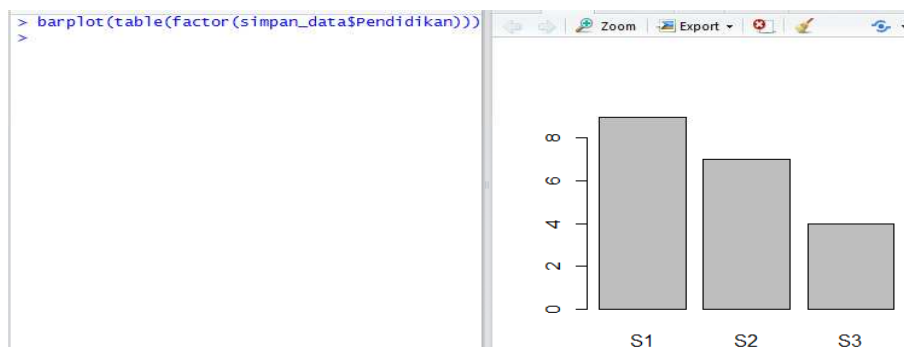 > barplot(table(factor(simpan_data$Pendidikan)))
>
Zoom
Export
8
6
4
2
0
S1
S2
S3